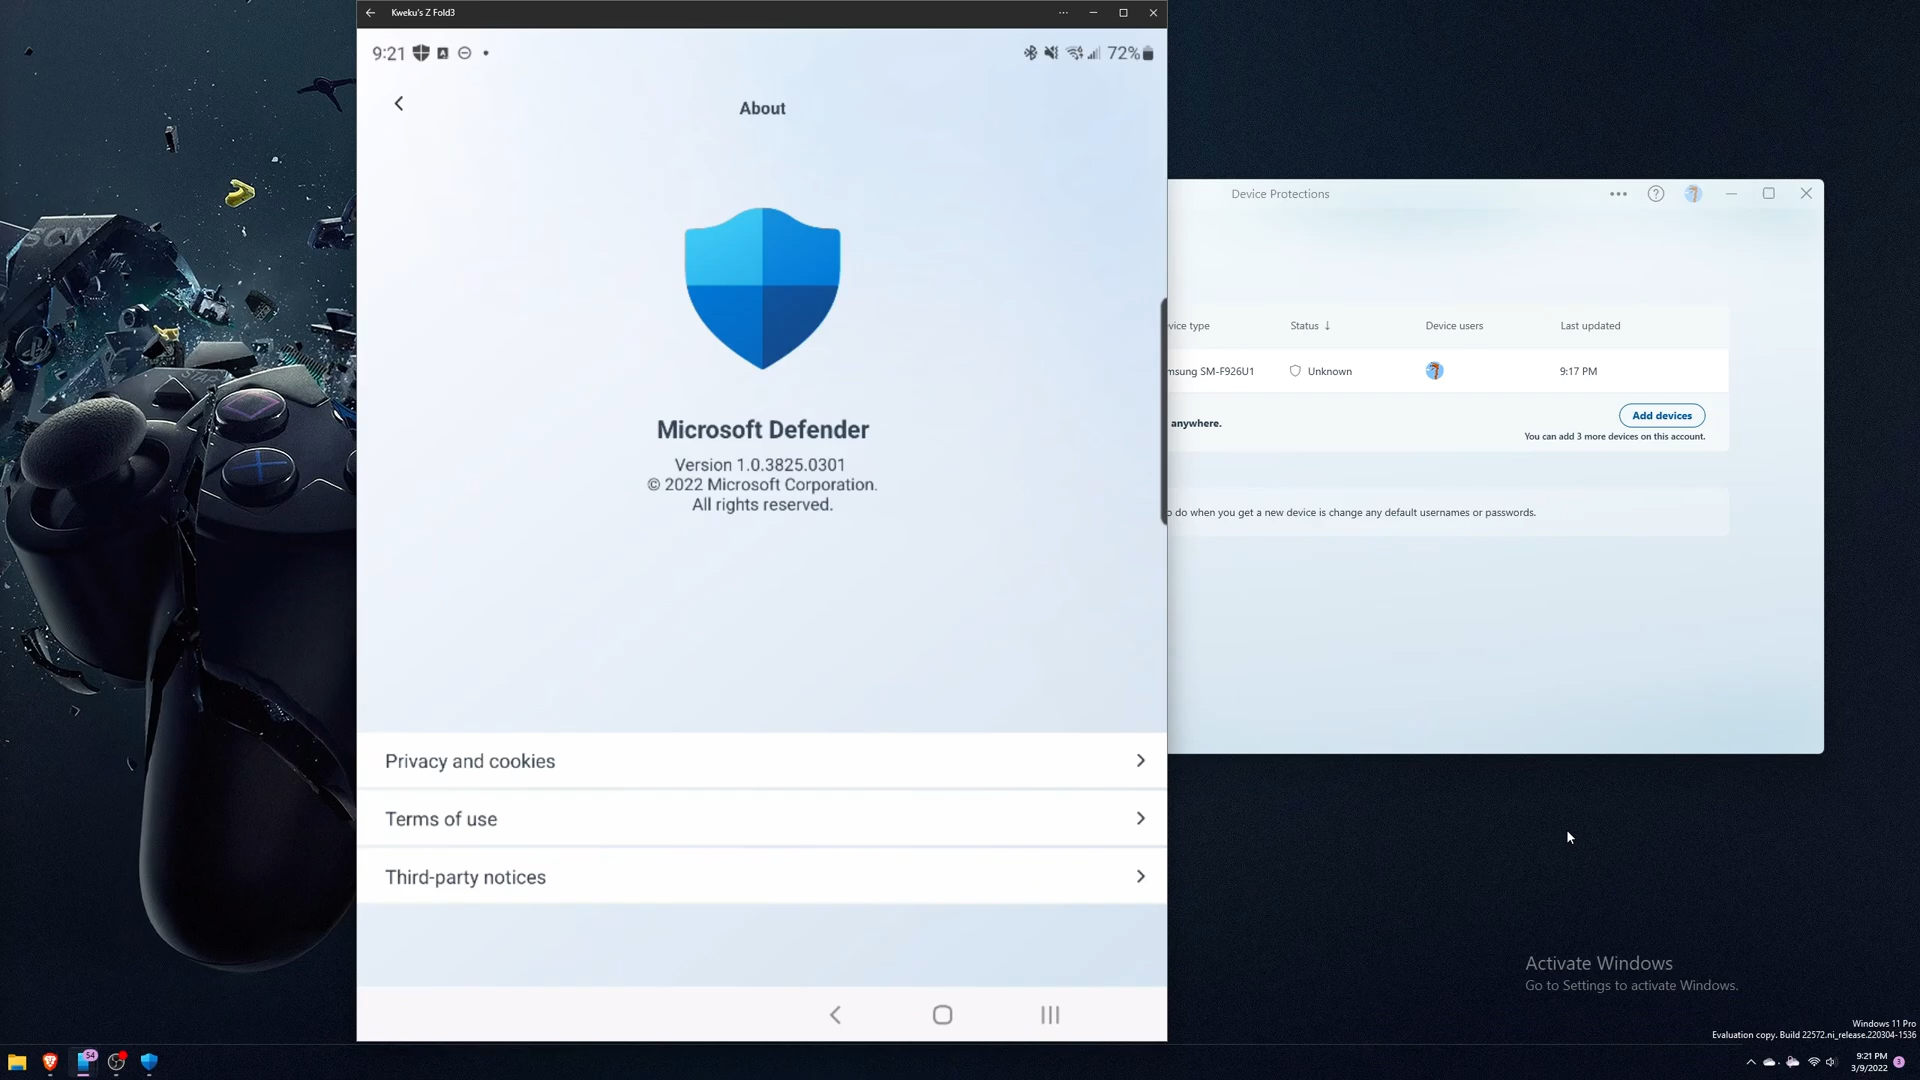 Kweku's Z Fold3
9:21
72%
About
Microsoft Defender
Version 1.0.3825.0301
© 2022 Microsoft Corporation.
All rights reserved.
Privacy and cookies
Terms of use
Third-party notices
Device Protections
vice type
Status ↓
Device users
Last updated
msung SM-F926U1
Unknown
9:17 PM
anywhere.
Add devices
You can add 3 more devices on this account.
o do when you get a new device is change any default usernames or passwords.
SON
START
Activate Windows
Go to Settings to activate Windows.
Windows 11 Pro
Evaluation copy. Build 22572.ni_release.220304-1536
54
9:21 PM
3/9/2022
3